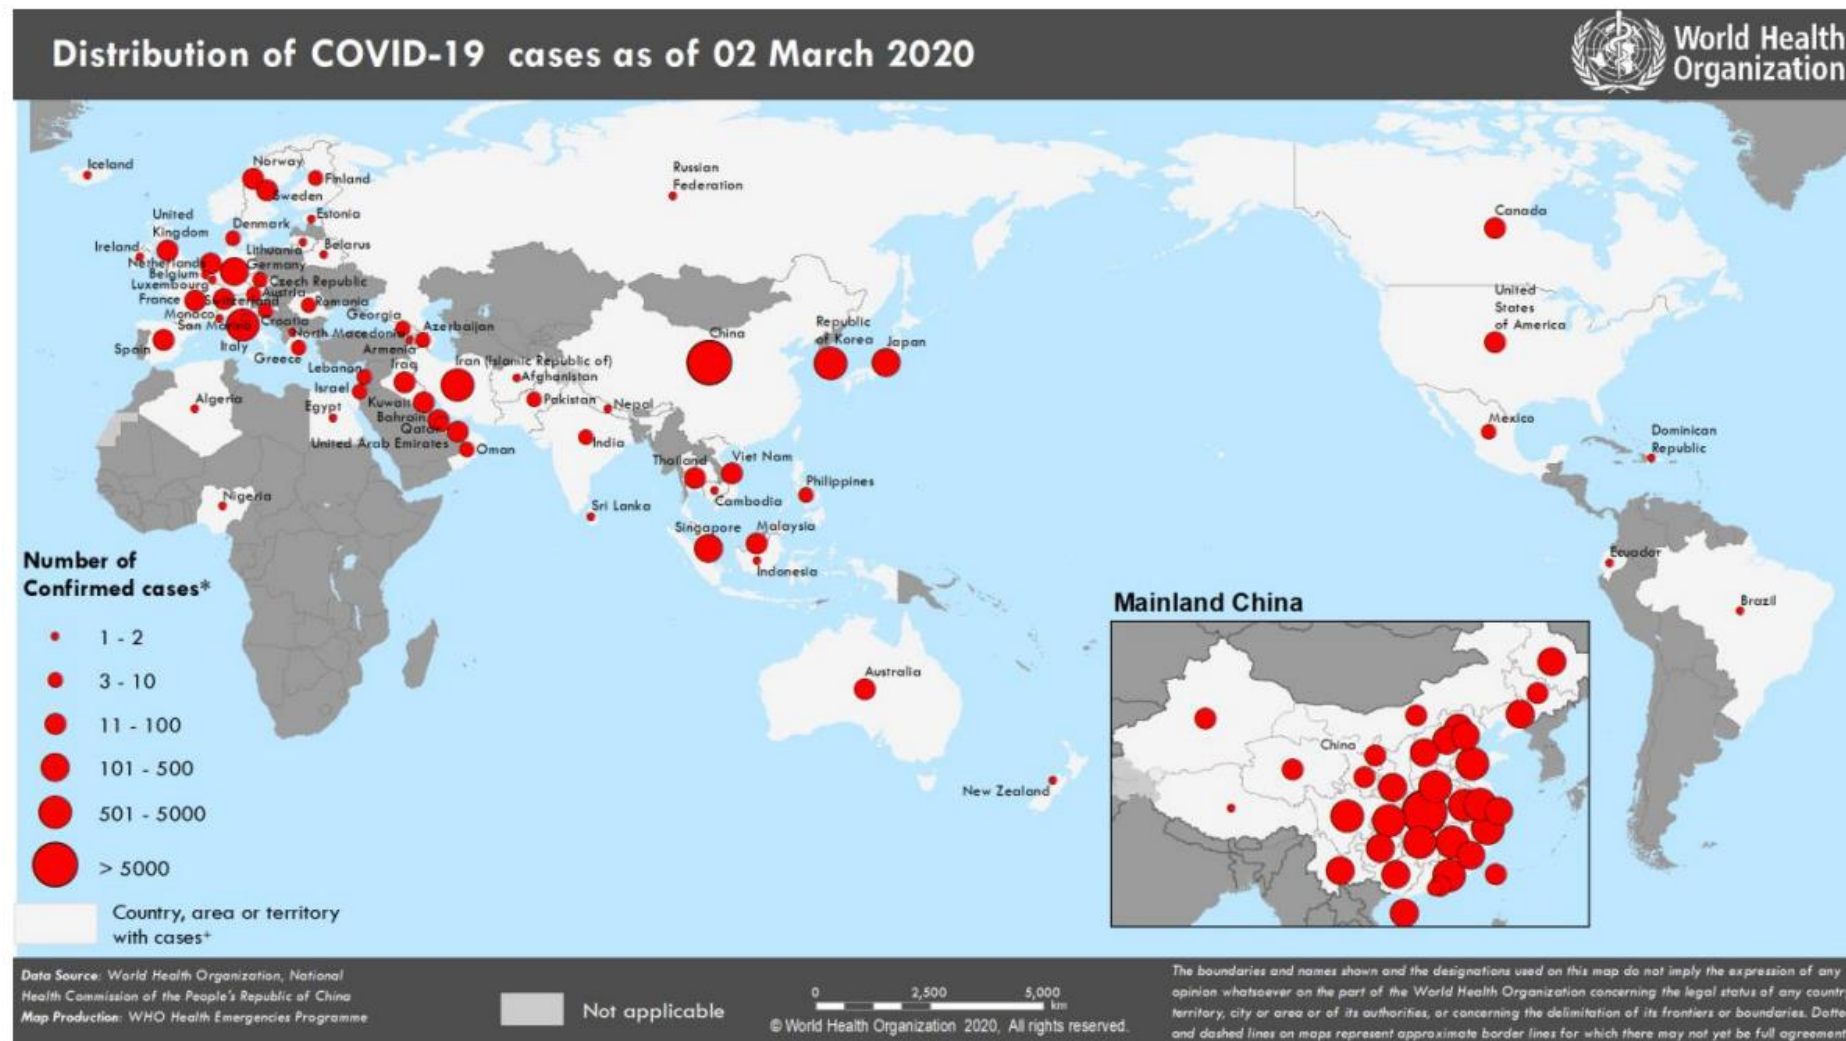 Distribution of COVID-19 cases as of 02 March 2020
World Health
Organization
Iceland
Norway
Finland
Sweden
Estonia
United
Kingdom
Denmark
Lithuania
Belarus
Ireland
Netherlands
Germany
Belgium
Czech Republic
Luxembourg
Austria
France
Switzerland
Romania
Monaco
Georgia
San Marino
Croatia
North Macedonia
Azerbaijan
Spain
Italy
Greece
Armenia
Lebanon
Iraq
Iran (Islamic Republic of)
Afghanistan
Israel
Kuwait
Pakistan
Nepal
Algeria
Egypt
Bahrain
Qatar
United Arab Emirates
Oman
India
Nigeria
Sri Lanka
Russian
Federation
China
Republic
of Korea
Japan
Thailand
Viet Nam
Cambodia
Philippines
Singapore
Malaysia
Indonesia
Australia
New Zealand
Canada
United
States
of America
Mexico
Dominican
Republic
Ecuador
Brazil
Number of
Confirmed cases*
1 - 2
3 - 10
11 - 100
101 - 500
501 - 5000
> 5000
Country, area or territory
with cases+
Mainland China
China
Data Source: World Health Organization, National
Health Commission of the People's Republic of China
Map Production: WHO Health Emergencies Programme
Not applicable
0 2,500 5,000
km
© World Health Organization 2020, All rights reserved.
The boundaries and names shown and the designations used on this map do not imply the expression of any
opinion whatsoever on the part of the World Health Organization concerning the legal status of any countr
territory, city or area or of its authorities, or concerning the delimitation of its frontiers or boundaries. Dotte
and dashed lines on maps represent approximate border lines for which there may not yet be full agreement